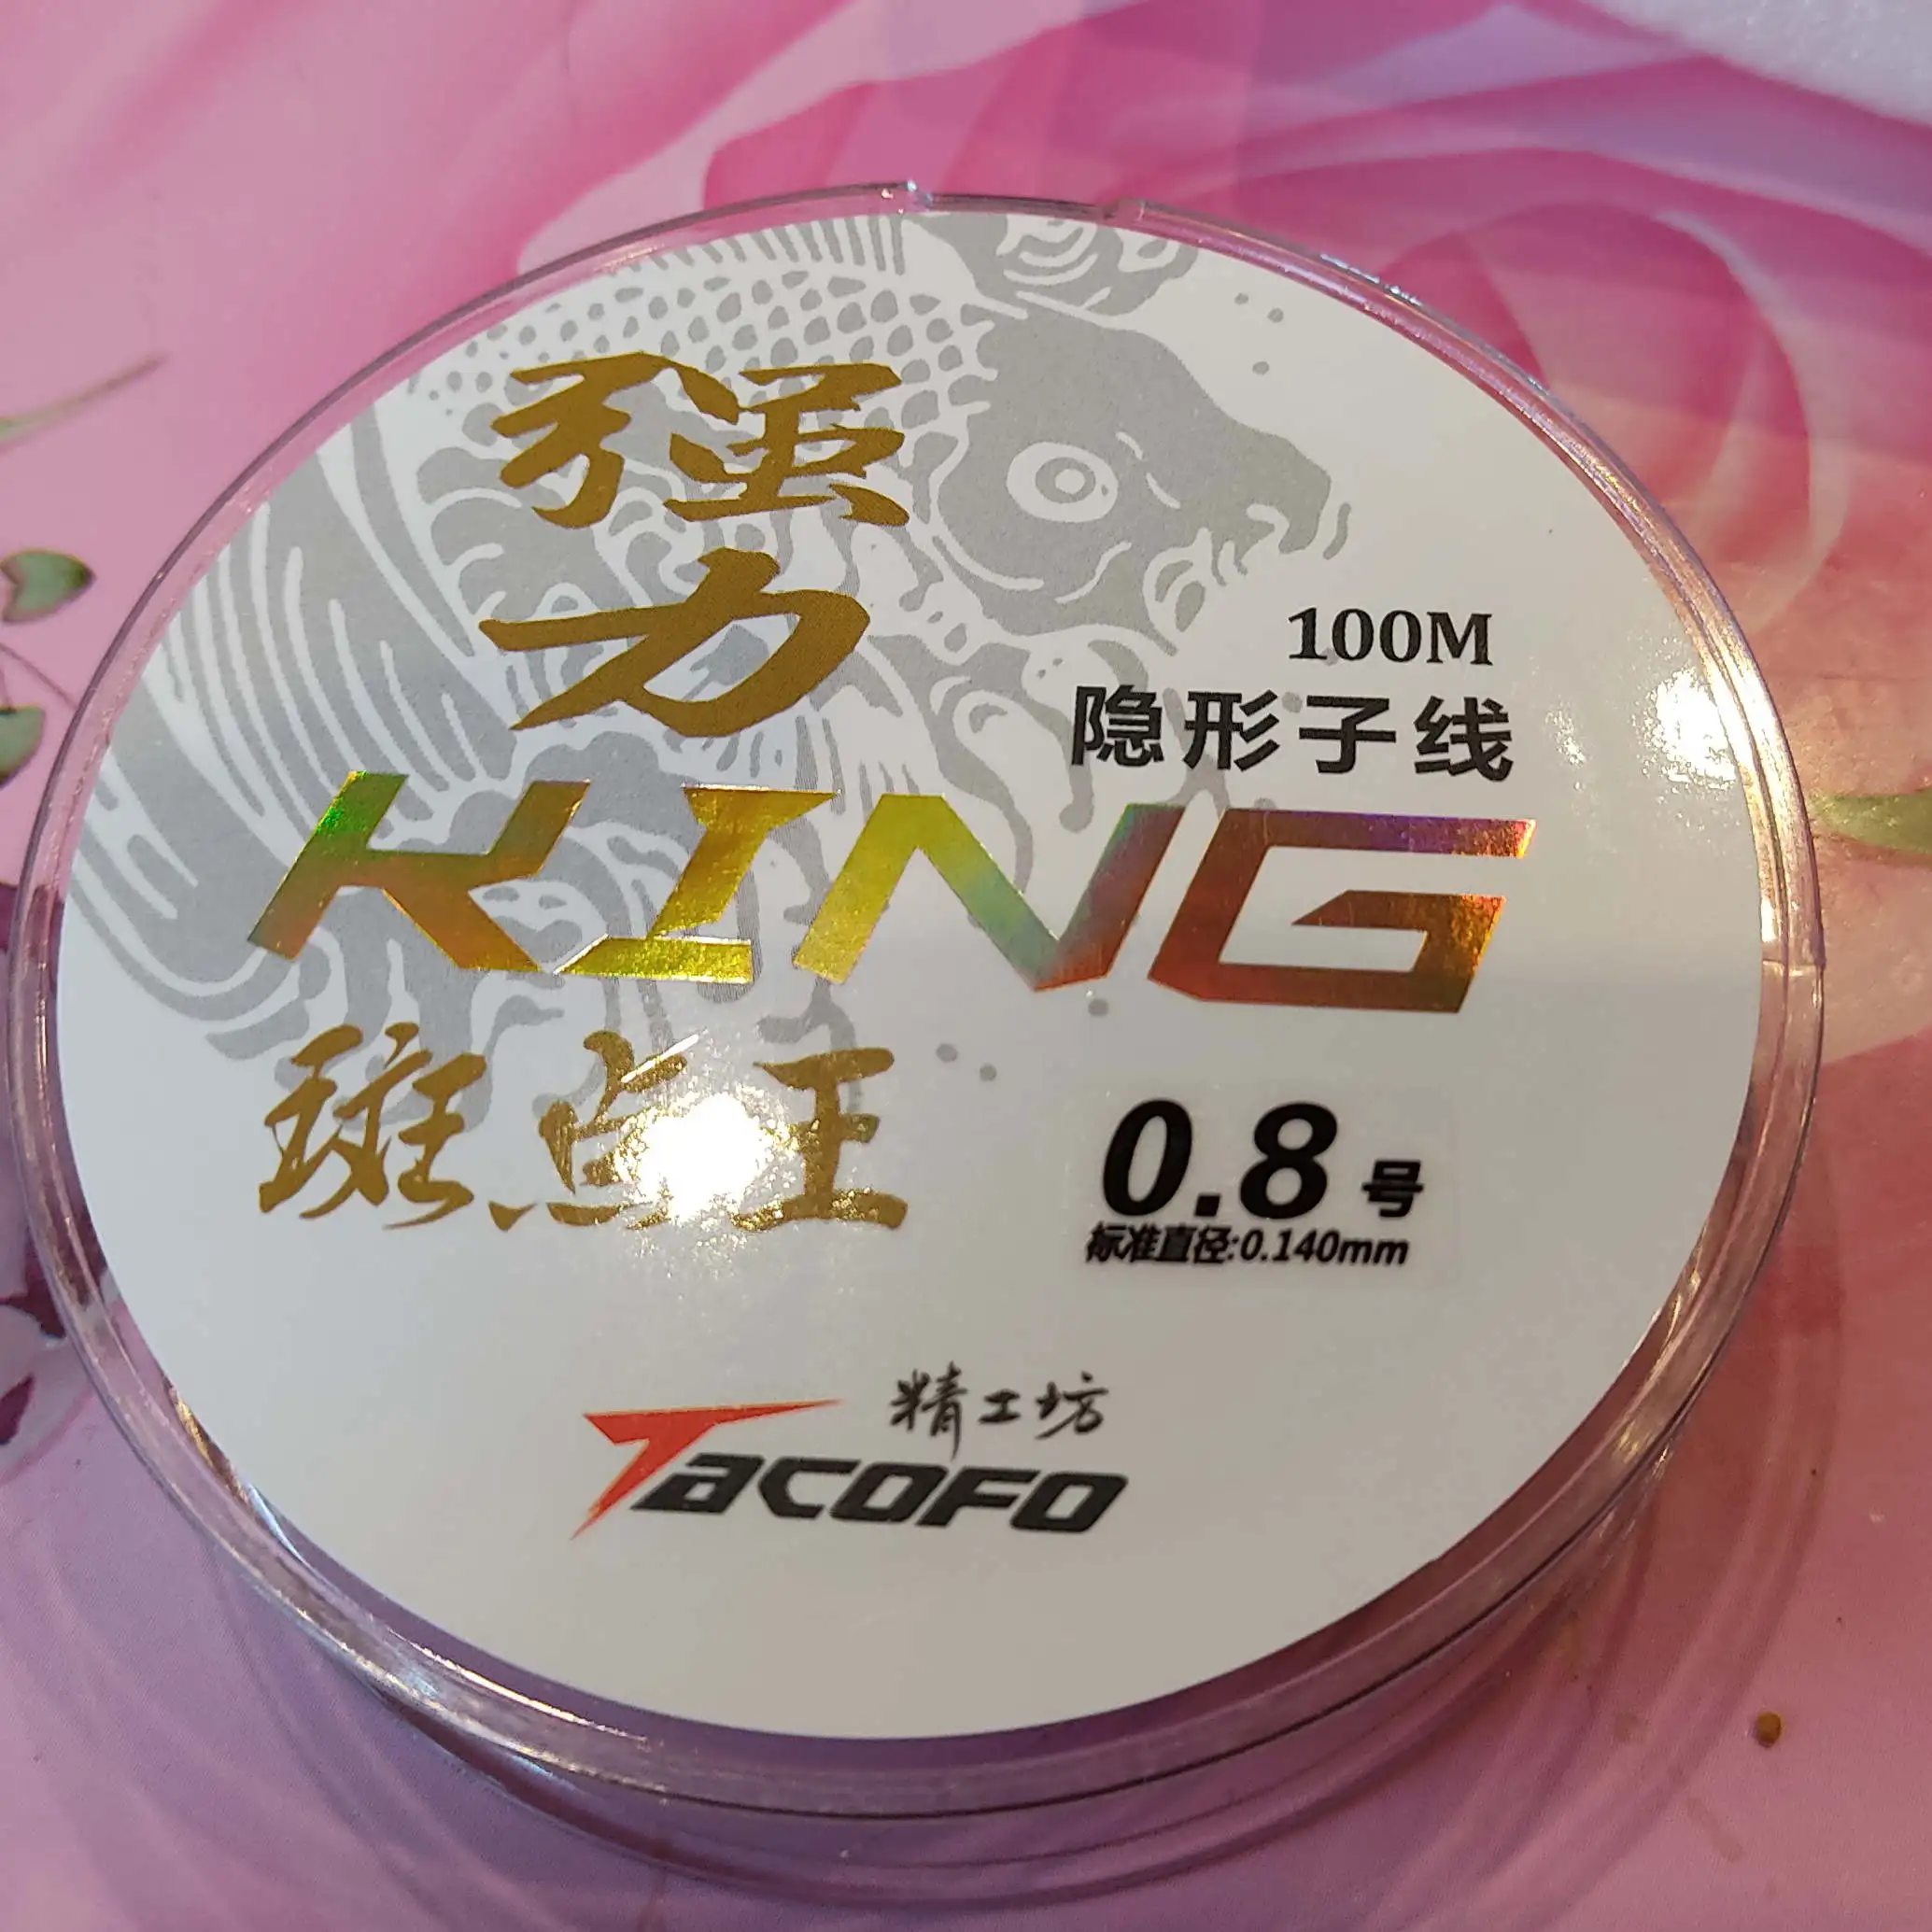 强
力
100M
隐形子线
KING
斑点王
0.8号
标准直径:0.140mm
精工坊
TACOFO